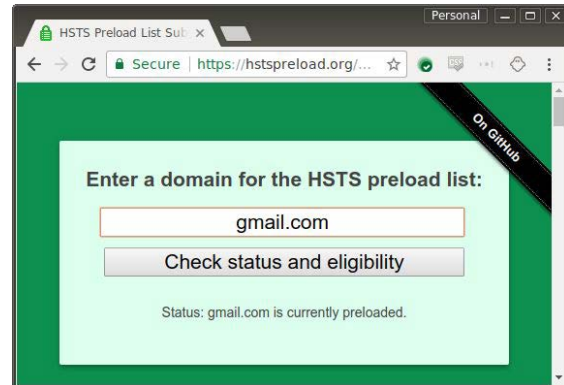 Personal
HSTS Preload List Sub
Secure https://hstspreload.org/...
On GitHub
Enter a domain for the HSTS preload list:
gmail.com
Check status and eligibility
Status: gmail.com is currently preloaded.